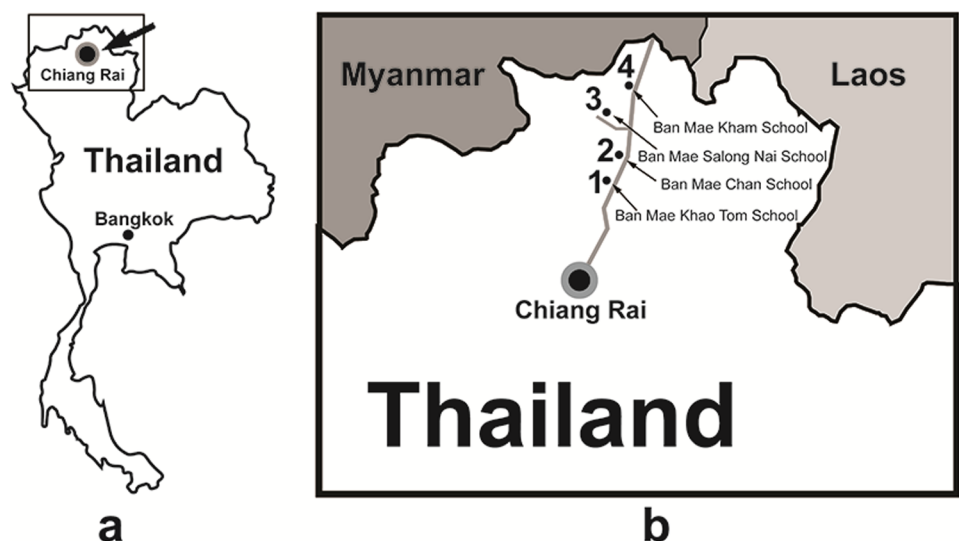 Chiang Rai
Thailand
Bangkok
a
Myanmar
Laos
4
3
Ban Mae Kham School
2
Ban Mae Salong Nai School
1
Ban Mae Chan School
Ban Mae Khao Tom School
Chiang Rai
Thailand
b